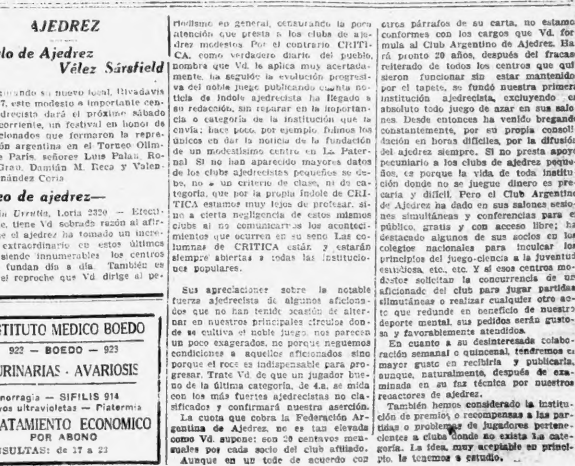 AJEDREZ
lo de Ajedrez
Vélez Sársfield
su nuevo local, Rivadavia
7, este modesto e importante cen-
edrecista dará el próximo sábado
corriente, un festival en honor de
cionados que formaron la repre-
n argentina en el Torneo Olím-
e París. señores Luis Palau, Ro-
Grau, Damián M. Reca y Valen-
nández Coria
eo de ajedrez—
Urrutia, Loria 2320 — Efecti-
e, tiene Vd sobrada razón al afir-
e el ajedrez ha tomado un incre-
extraordinario en estos últimos
siendo innumerables los centros
fundan día a día. También es
el reproche que Vd dirige al pe-
STITUTO MEDICO BOEDO
922 — BOEDO — 923
URINARIAS - AVARIOSIS
norragia — SIFILIS 914
yos ultravioletas — Diatermia
ATAMIENTO ECONOMICO
POR ABONO
SULTAS: de 17 a 22
riodismo en general, censurando la poca
atención que presta a los clubs de aje-
drez modestos Por el contrario CRITI-
CA, como verdadero diario del pueblo,
nombre que Vd. le aplica muy acertada-
mente, ha seguido la evolución progresi-
va del noble juego publicando cuanta no-
ticia de índole ajedrecista ha llegado a
su redacción, sin reparar en la importan-
cia o categoría de la institución que la
envía; hace poco, por ejemplo fuimos los
únicos en dar la noticia de la fundación
de un modestísimo centro en La Pater-
nal Si no han aparecido mayores datos
de los clubs ajedrecistas pequeños se de-
be, no a un criterio de clase, ni de ca-
tegoría, que por la propia índole de CRI-
TICA estamos muy lejos de profesar, si-
no a cierta negligencia de estos mismos
clubs al no comunicarnos los aconteci-
mientos que ocurren en su seno Las co-
lumnas de CRITICA están y estarán
siempre abiertas a todas las institucio-
nes populares.
Sus apreciaciones sobre la notable
fuerza ajedrecista de algunos aficionados
que no han tenido ocasión de alter-
nar en nuestros principales círculos don-
de se cultiva el noble juego, nos parecen
un poco exagerados, no porque neguemos
condiciones a aquellos aficionados sino
porque el roce es indispensable para pro-
gresar. Trate Vd de que un jugador bue-
no de la última categoría, de 4.a, se mida
con los más fuertes ajedrecistas no cla-
sificados y confirmará nuestra aserción.
La cuota que cobra la Federación Ar-
gentina de Ajedrez, no es tan elevada
como Vd. supone: son 20 centavos men-
suales por cada socio del club afiliado.
Aunque en un todo de acuerdo con
otros párrafos de su carta, no estamo
conformes con los cargos que Vd. for
mula al Club Argentino de Ajedrez. Ha
rá pronto 20 años, después del fracas
reiterado de todos los centros que qui
sieron funcionar sin estar mantenido
por el tapete, se fundó nuestra primera
institución ajedrecista, excluyendo e
absoluto todo juego de azar en sus salo
nes. Desde entonces ha venido bregando
constantemente, por su propia consoli
dación en horas difíciles, por la difusión
del ajedrez siempre. Si no presta apoyo
pecuniario a los clubs de ajedrez peque
ños, es porque la vida de toda institu
ción donde no se juegue dinero es pre
caria y difícil. Pero el Club Argentino
de Ajedrez ha dado en sus salones sesio
nes simultáneas y conferencias para e
público, gratis y con acceso libre; ha
destacado algunos de sus socios en los
colegios nacionales para inculcar los
principios del juego-ciencia a la juventud
estudiosa, etc., etc. Y si esos centros mo
destos solicitan la concurrencia de un
aficionado del club para jugar partidas
simultáneas o realizar cualquier otro ac
to que redunde en beneficio de nuestro
deporte mental, sus pedidos serán gusto
sa y favorablemente atendidos.
En cuanto a su desinteresada colabo
ración semanal o quincenal, tendremos e
mayor gusto en recibirla y publicarla,
aunque, naturalmente, después de exa
minada en su faz técnica por nuestros
redactores de ajedrez.
También hemos considerado la institu
ción de premio, o recompensas a las par
tidas o problemas de jugadores pertene
cientes a clubs donde no exista 1a cate
goría. La idea, muy aceptable en princi
pio, la tenemos a estudio.